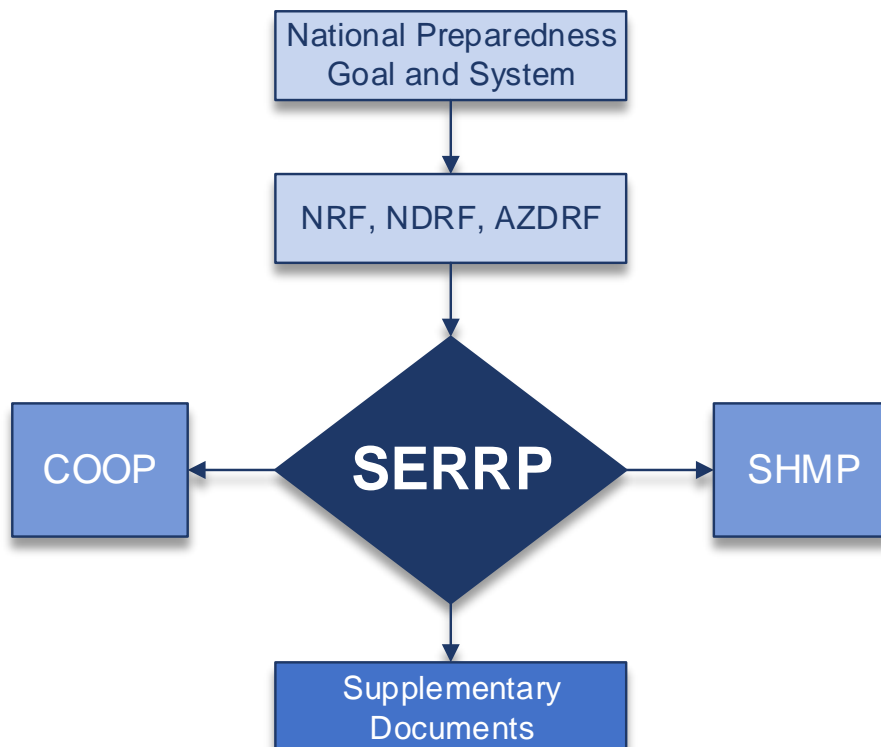 National Preparedness
Goal and System
NRF, NDRF, AZDRF
COOP
SERRP
SHMP
Supplementary
Documents